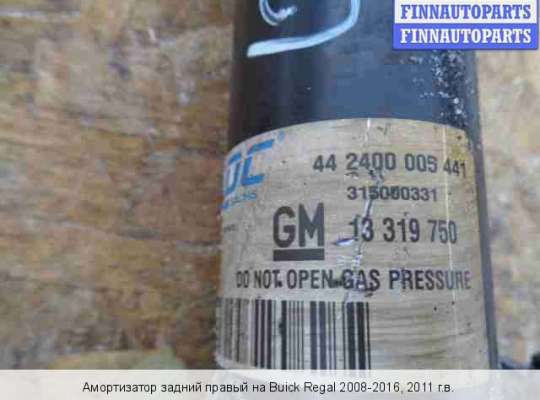 FINNAUTOPARTS
FINNAUTOPARTS
44 2400 005 441
315000331
GM 13 319 750
DO NOT OPEN GAS PRESSURE
Амортизатор задний правый на Buick Regal 2008-2016, 2011 г.в.